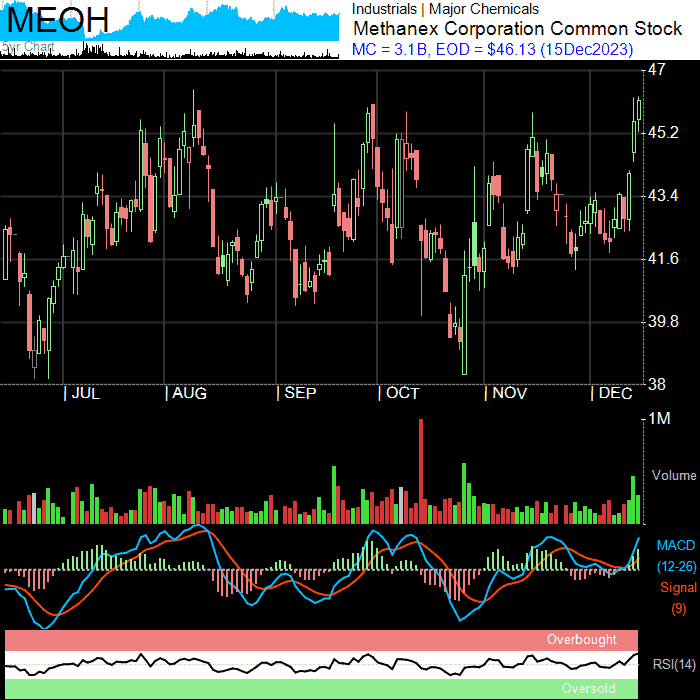 MEOH
5yr Chart
Industrials | Major Chemicals
Methanex Corporation Common Stock
MC = 3.1B, EOD = $46.13 (15Dec2023)
47
45.2
43.4
41.6
39.8
38
| JUL | AUG | SEP | OCT | NOV | DEC
1M
Volume
MACD
(12-26)
Signal
(9)
Overbought
RSI(14)
Oversold